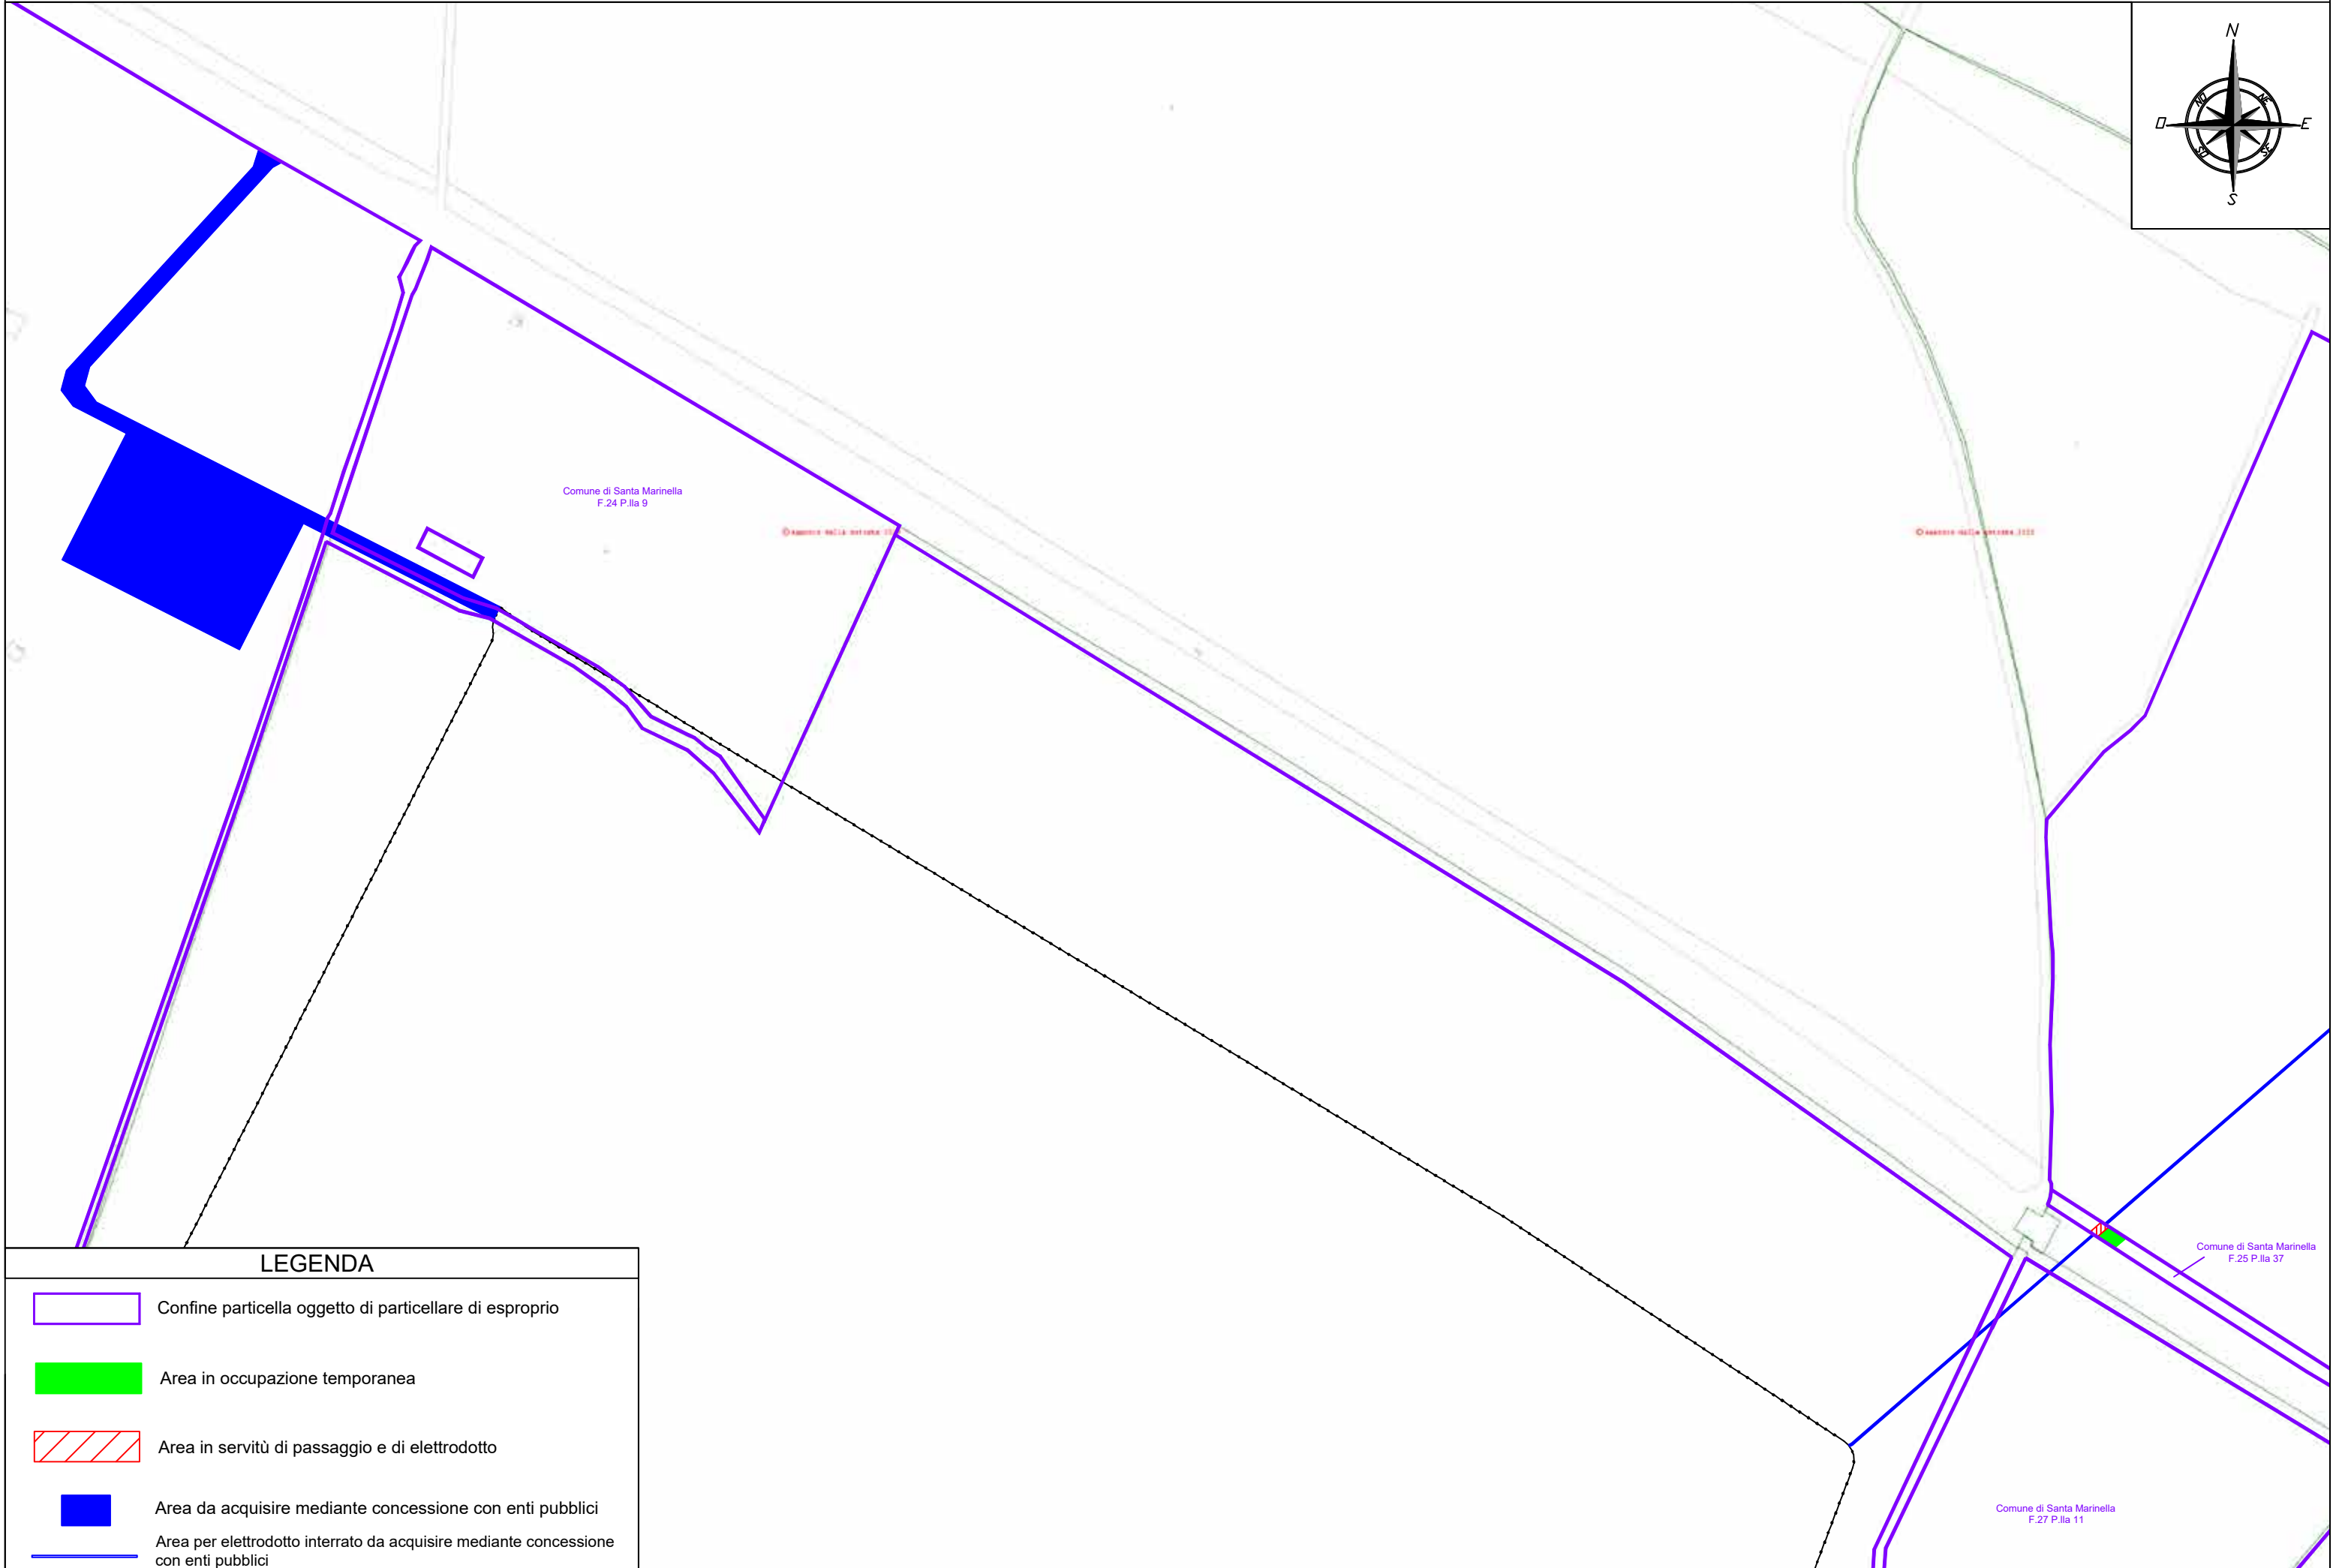 N
NO
NE
O
E
SO
SE
S
Comune di Santa Marinella
F.24 P.lla 9
Comune di Santa Marinella
F.25 P.lla 37
Comune di Santa Marinella
F.27 P.lla 11
LEGENDA
Confine particella oggetto di particellare di esproprio
Area in occupazione temporanea
Area in servitù di passaggio e di elettrodotto
Area da acquisire mediante concessione con enti pubblici
Area per elettrodotto interrato da acquisire mediante concessione
con enti pubblici